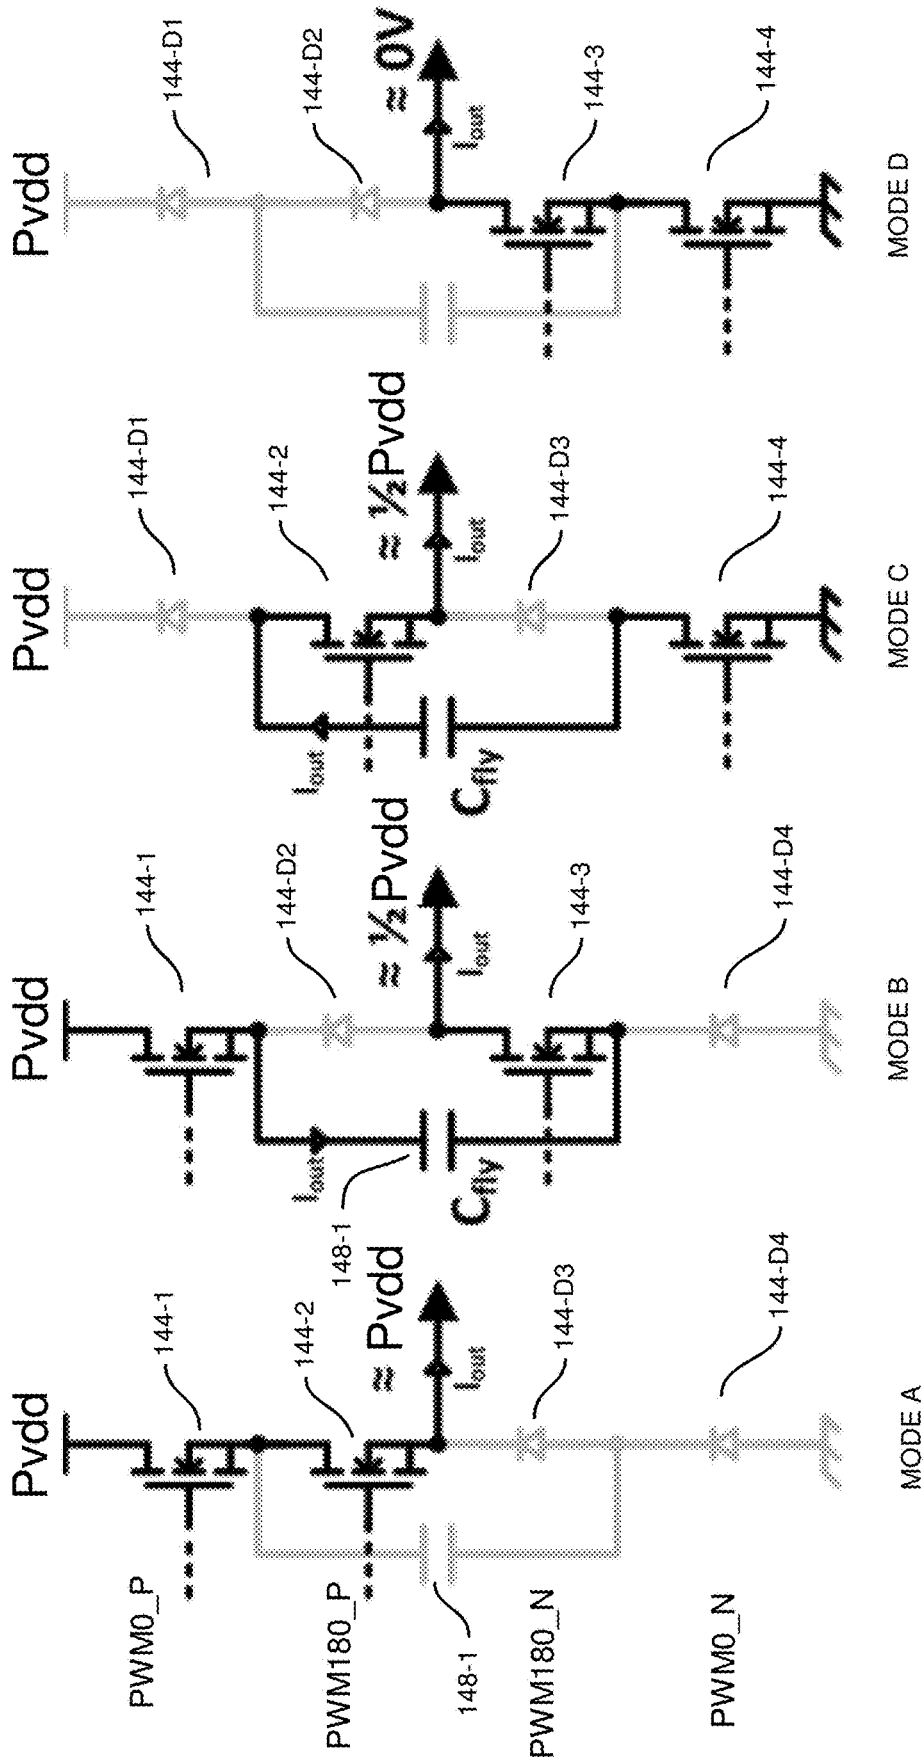 PWM0_P
PWM180_P
148-1
PWM180_N
PWM0_N
Pvdd
144-1
144-2
≈ Pvdd
Iout
144-D3
144-D4
MODE A
Pvdd
144-1
144-D2
Iout
148-1
Cfly
≈ ½Pvdd
Iout
144-3
144-D4
MODE B
Pvdd
144-D1
144-2
Iout
Cfly
≈ ½Pvdd
Iout
144-D3
144-4
MODE C
Pvdd
144-D1
144-D2
≈ 0V
Iout
144-3
144-4
MODE D